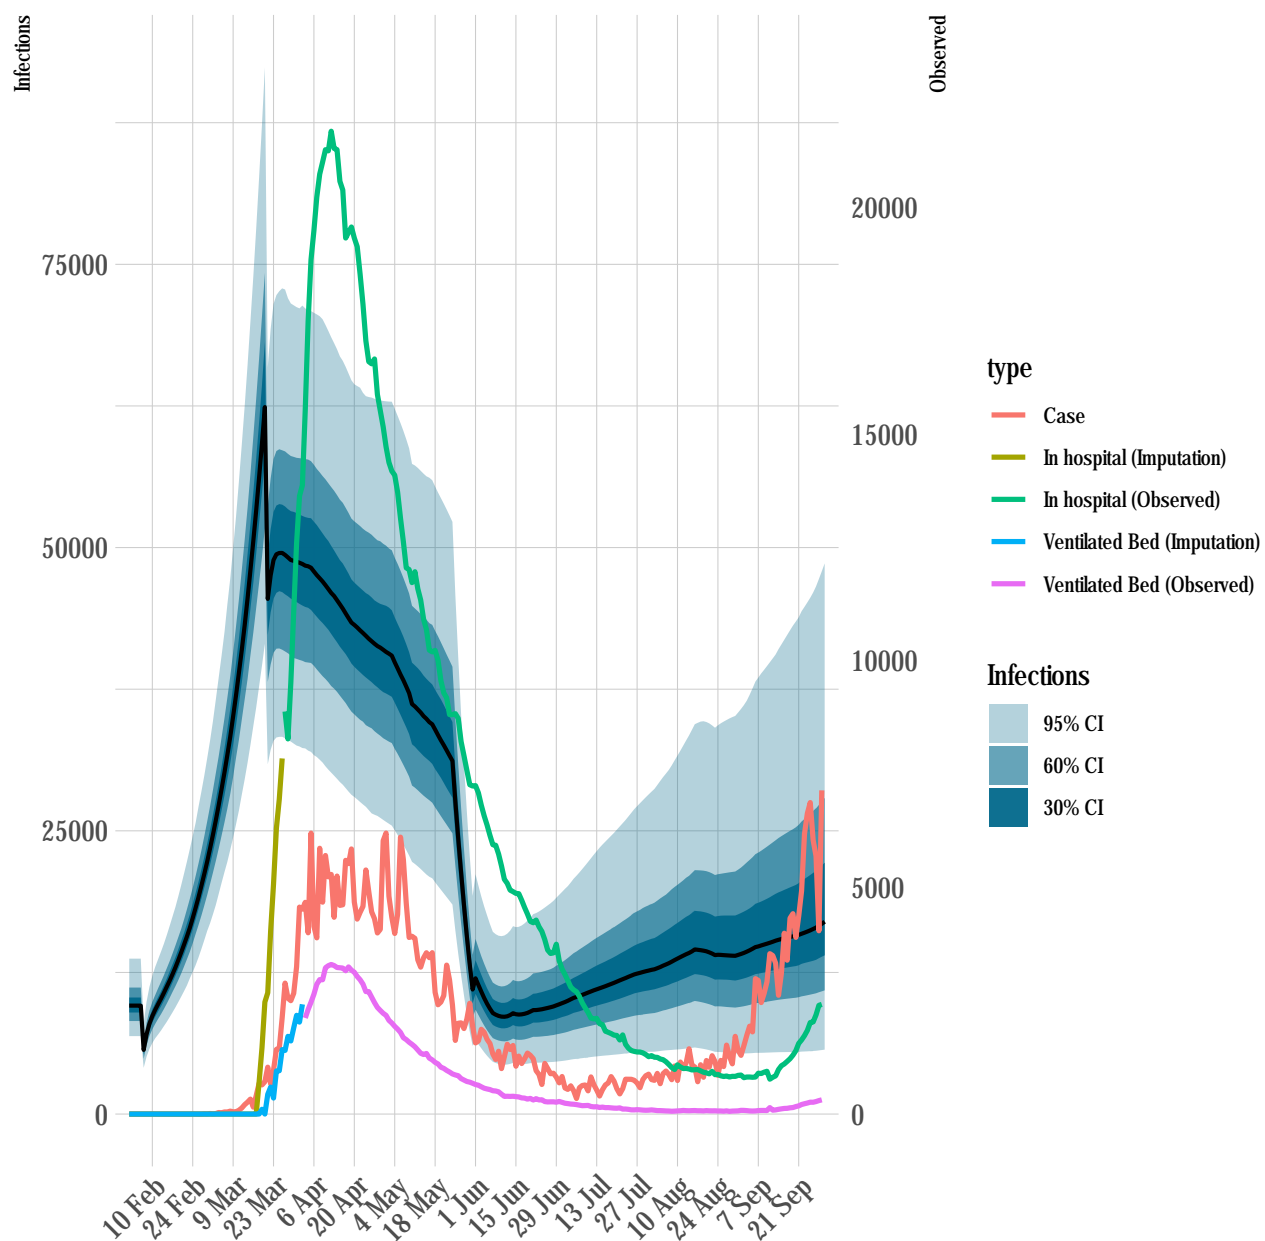 Infections
Observed
75000
50000
25000
0
20000
15000
10000
5000
0
10 Feb
24 Feb
9 Mar
23 Mar
6 Apr
20 Apr
4 May
18 May
1 Jun
15 Jun
29 Jun
13 Jul
27 Jul
10 Aug
24 Aug
7 Sep
21 Sep
type
Case
In hospital (Imputation)
In hospital (Observed)
Ventilated Bed (Imputation)
Ventilated Bed (Observed)
Infections
95% CI
60% CI
30% CI